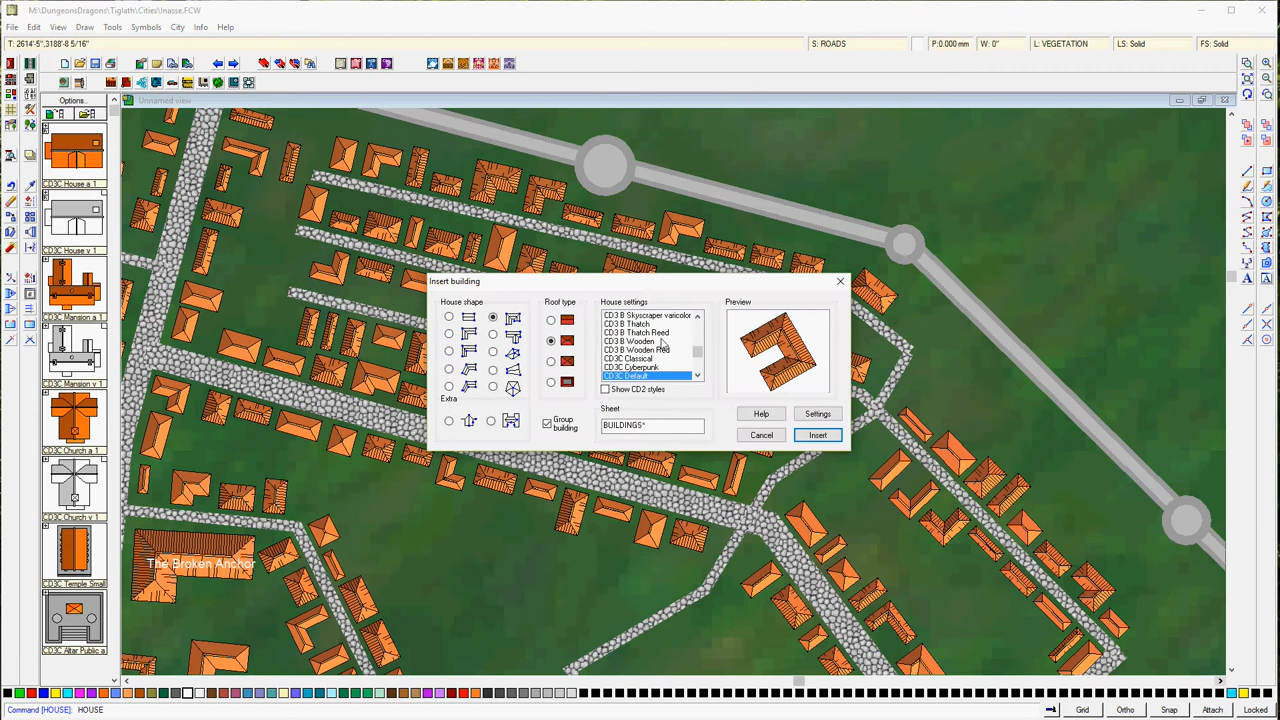 M:\DungeonsDragons\Tiglath\Cities\Inasse.FCW
File Edit View Draw Tools Symbols City Info Help
T: 2614'-5",3188'-8 5/16" S: ROADS P:0.000 mm W: 0" L: VEGETATION LS: Solid FS: Solid
Options..
Unnamed view
CD3C House a 1
CD3C House v 1
CD3C Mansion a 1
CD3C Mansion v 1
CD3C Church a 1
CD3C Church v 1
CD3C Temple Small
CD3C Altar Public a
The Broken Anchor
Insert building
House shape
Extra
Roof type
Group
building
House settings
CD3 B Skyscraper varicolor
CD3 B Thatch
CD3 B Thatch Reed
CD3 B Wooden
CD3 B Wooden Red
CD3C Classical
CD3C Cyberpunk
CD3C Default
Show CD2 styles
Sheet
BUILDINGS*
Preview
Help Settings
Cancel Insert
Command [HOUSE]: HOUSE
Grid Ortho Snap Attach Locked